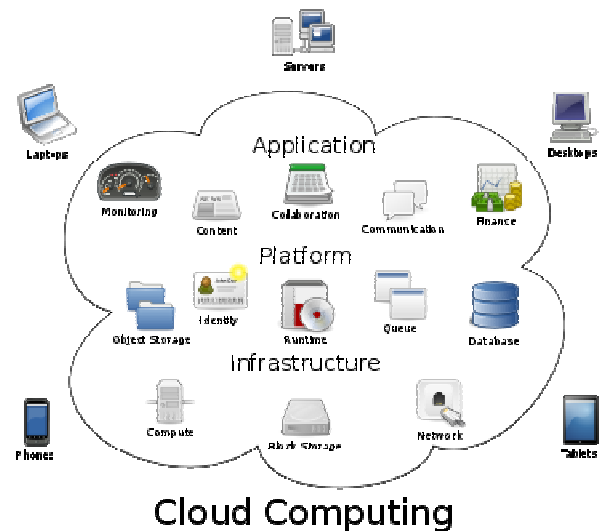 Servers
Laptops
Desktops
Application
Monitoring
Content
Collaboration
Communication
Finance
Platform
Object Storage
Identity
Runtime
Queue
Database
Infrastructure
Compute
Block Storage
Network
Phones
Tablets
Cloud Computing